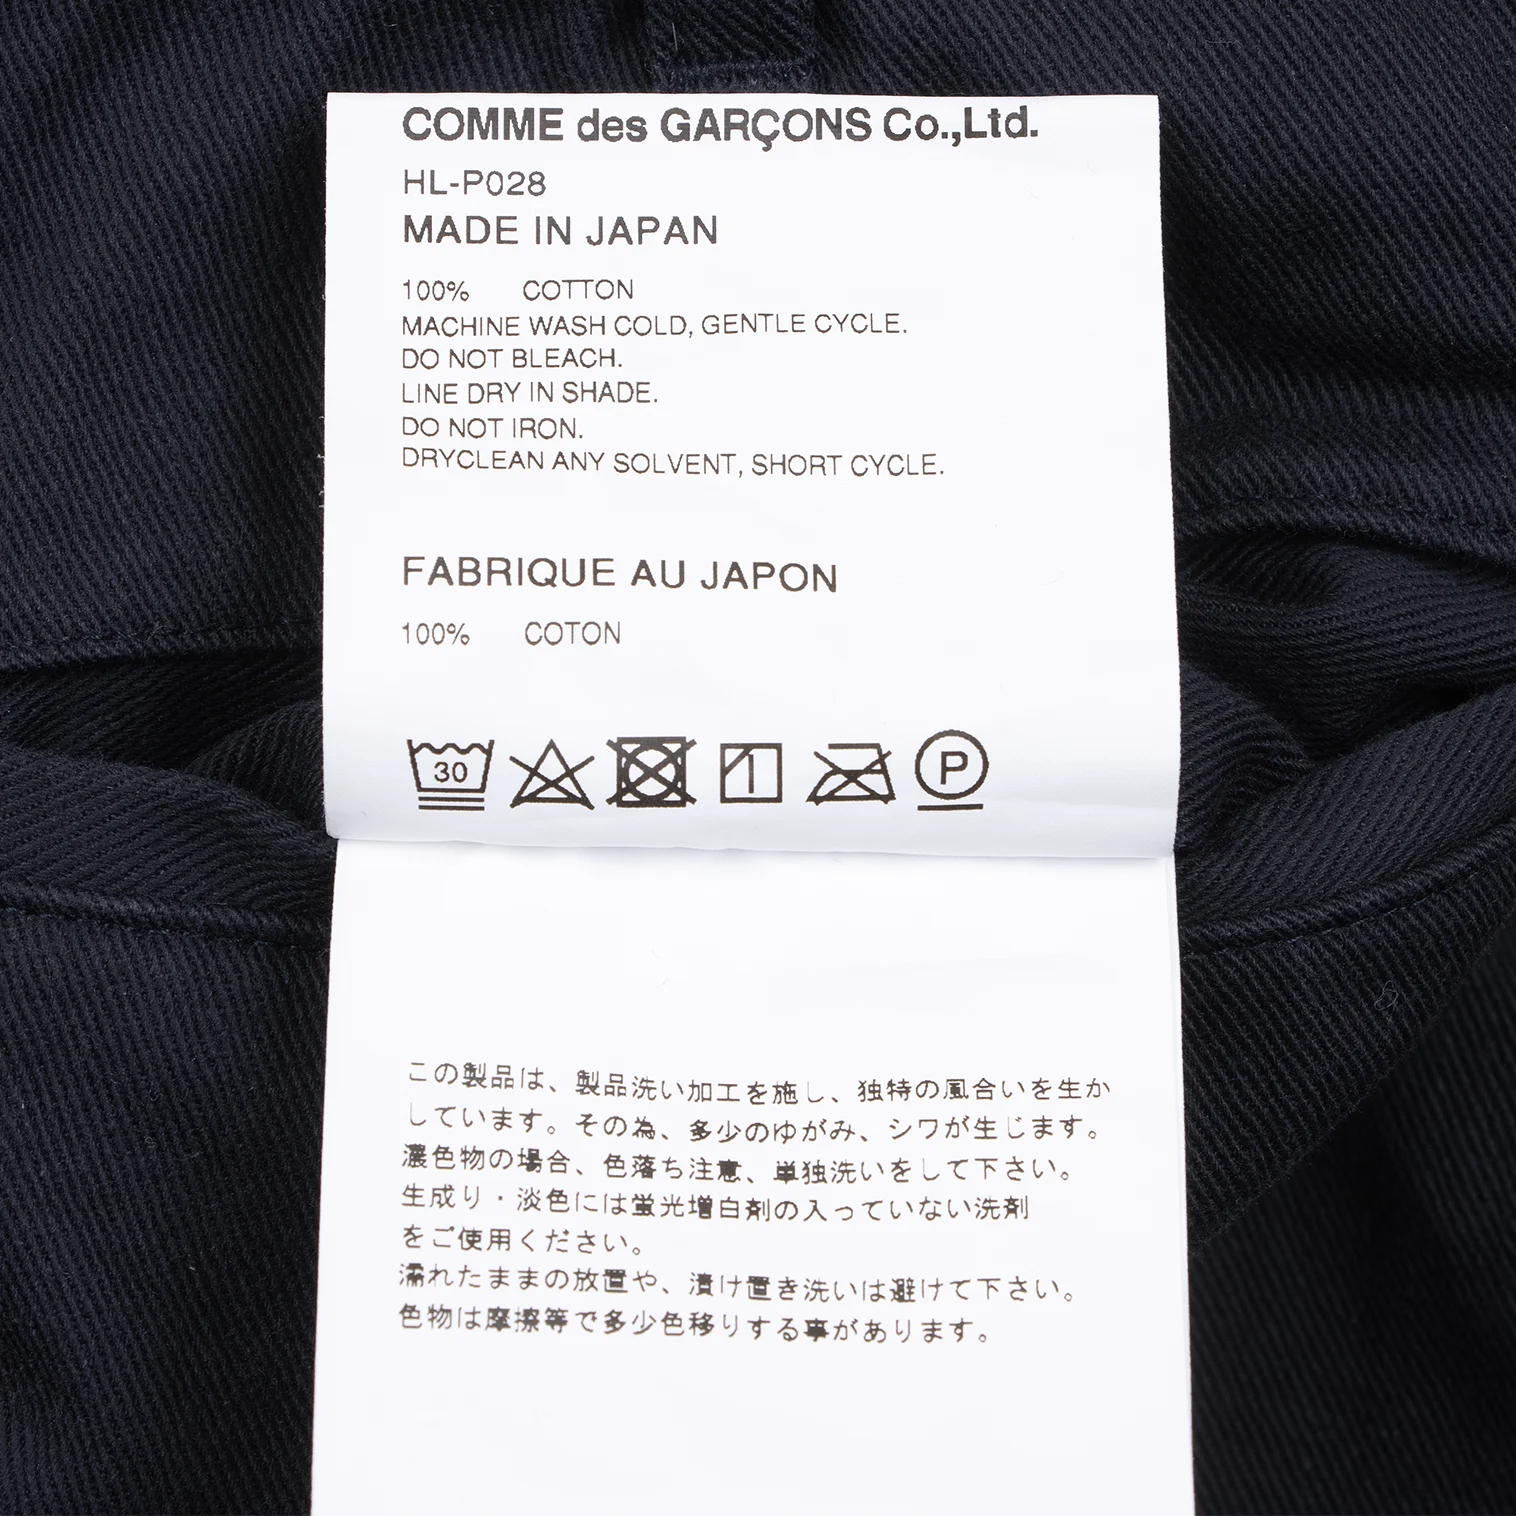 COMME des GARÇONS Co.,Ltd.
HL-P028
MADE IN JAPAN
100% COTTON
MACHINE WASH COLD, GENTLE CYCLE.
DO NOT BLEACH.
LINE DRY IN SHADE.
DO NOT IRON.
DRYCLEAN ANY SOLVENT, SHORT CYCLE.
FABRIQUE AU JAPON
100% COTON
30 P
この製品は、製品洗い加工を施し、独特の風合いを生か
しています。その為、多少のゆがみ、シワが生じます。
濃色物の場合、色落ち注意、単独洗いをして下さい。
生成り・淡色には蛍光増白剤の入っていない洗剤
をご使用ください。
濡れたままの放置や、漬け置き洗いは避けて下さい。
色物は摩擦等で多少色移りする事があります。